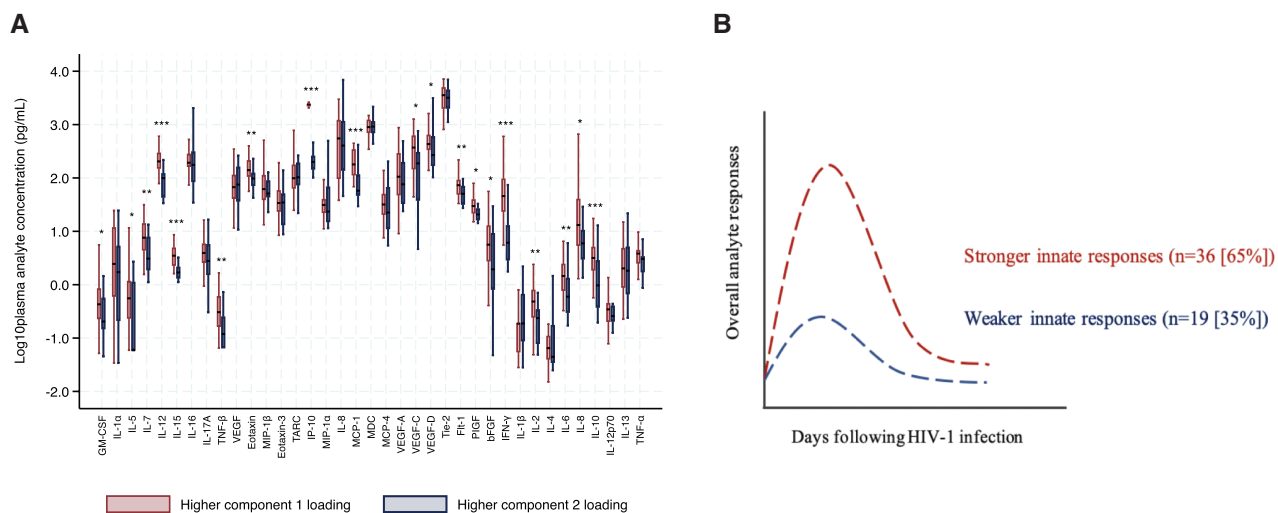 A
B
Log10plasma analyte concentration (pg/mL)
4.0
3.0
2.0
1.0
0.0
-1.0
-2.0
*
*
**
***
***
**
**
***
***
*
*
**
*
*
***
**
**
*
***
GM-CSF
IL-1α
IL-5
IL-7
IL-12
IL-15
IL-16
IL-17A
TNF-β
VEGF
Eotaxin
MIP-1β
Eotaxin-3
TARC
IP-10
MIP-1α
IL-8
MCP-1
MDC
MCP-4
VEGF-A
VEGF-C
VEGF-D
Tie-2
Flt-1
PlGF
bFGF
IFN-γ
IL-1β
IL-2
IL-4
IL-6
IL-8
IL-10
IL-12p70
IL-13
TNF-α
Higher component 1 loading
Higher component 2 loading
Overall analyte responses
Stronger innate responses (n=36 [65%])
Weaker innate responses (n=19 [35%])
Days following HIV-1 infection